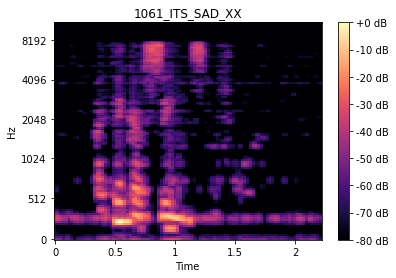 1061_ITS_SAD_XX
Hz
8192
4096
2048
1024
512
0
0
0.5
1
1.5
2
Time
+0 dB
-10 dB
-20 dB
-30 dB
-40 dB
-50 dB
-60 dB
-70 dB
-80 dB